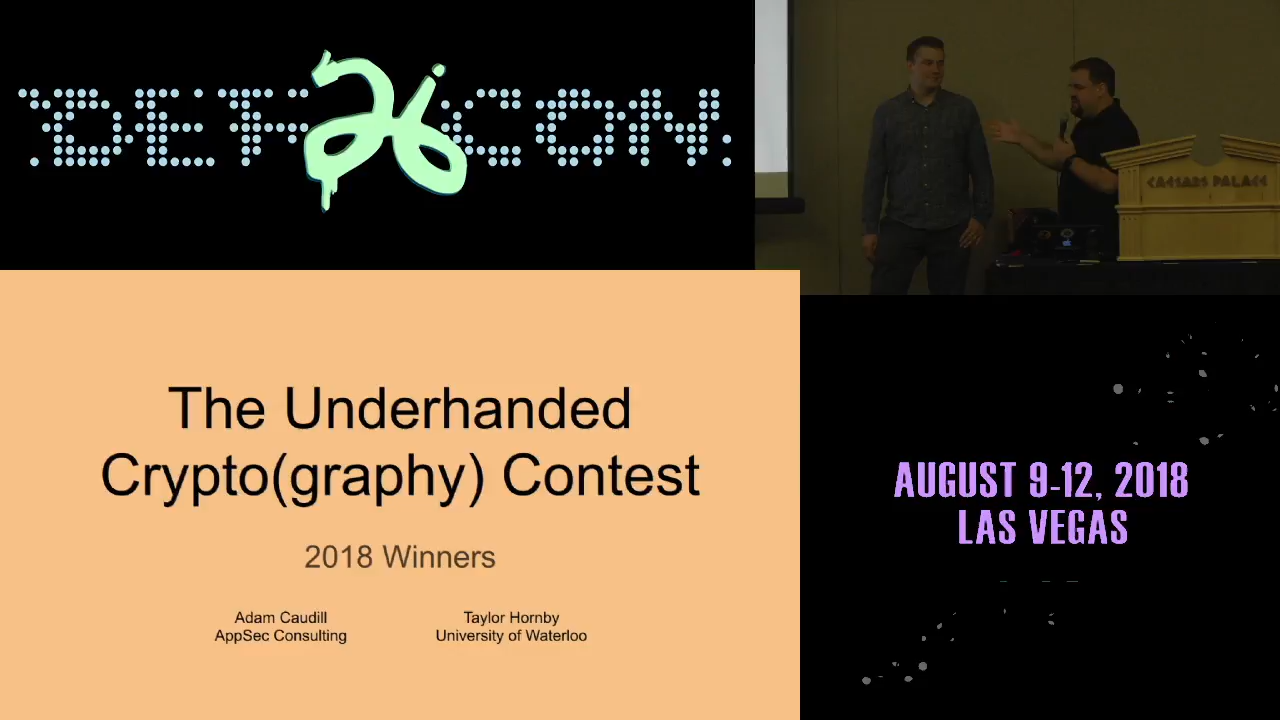 DEF CON
26
CAESARS PALACE
The Underhanded
Crypto(graphy) Contest
2018 Winners
Adam Caudill
AppSec Consulting
Taylor Hornby
University of Waterloo
AUGUST 9-12, 2018
LAS VEGAS